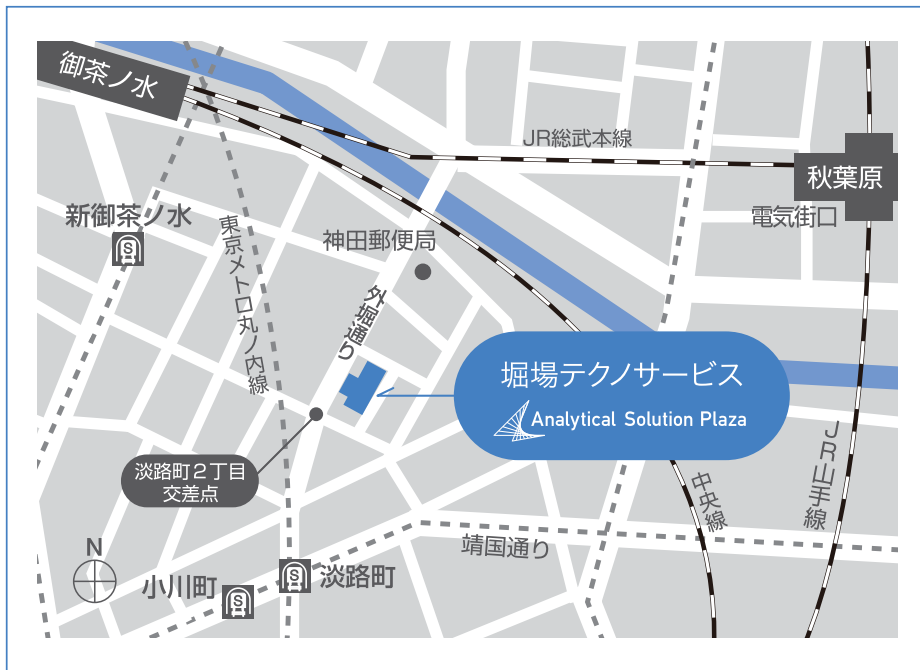 御茶ノ水
JR総武本線
秋葉原
電気街口
新御茶ノ水
S
東京メトロ丸ノ内線
神田郵便局
外堀通り
堀場テクノサービス
Analytical Solution Plaza
淡路町2丁目
交差点
JR山手線
中央線
靖国通り
N
淡路町
S
小川町
S